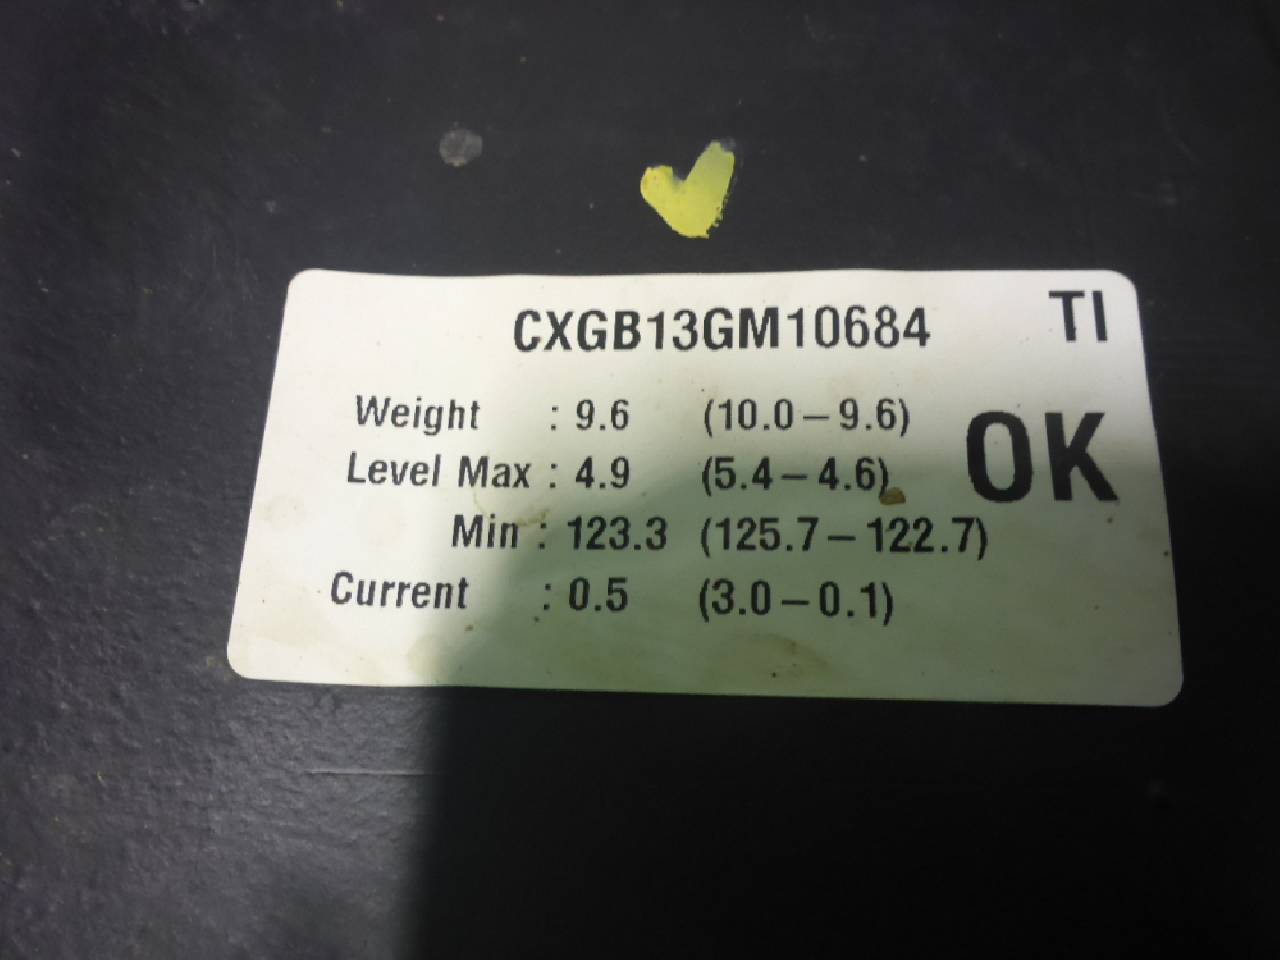 CXGB13GM10684 TI
Weight : 9.6 (10.0–9.6)
Level Max : 4.9 (5.4–4.6) OK
Min : 123.3 (125.7–122.7)
Current : 0.5 (3.0–0.1)